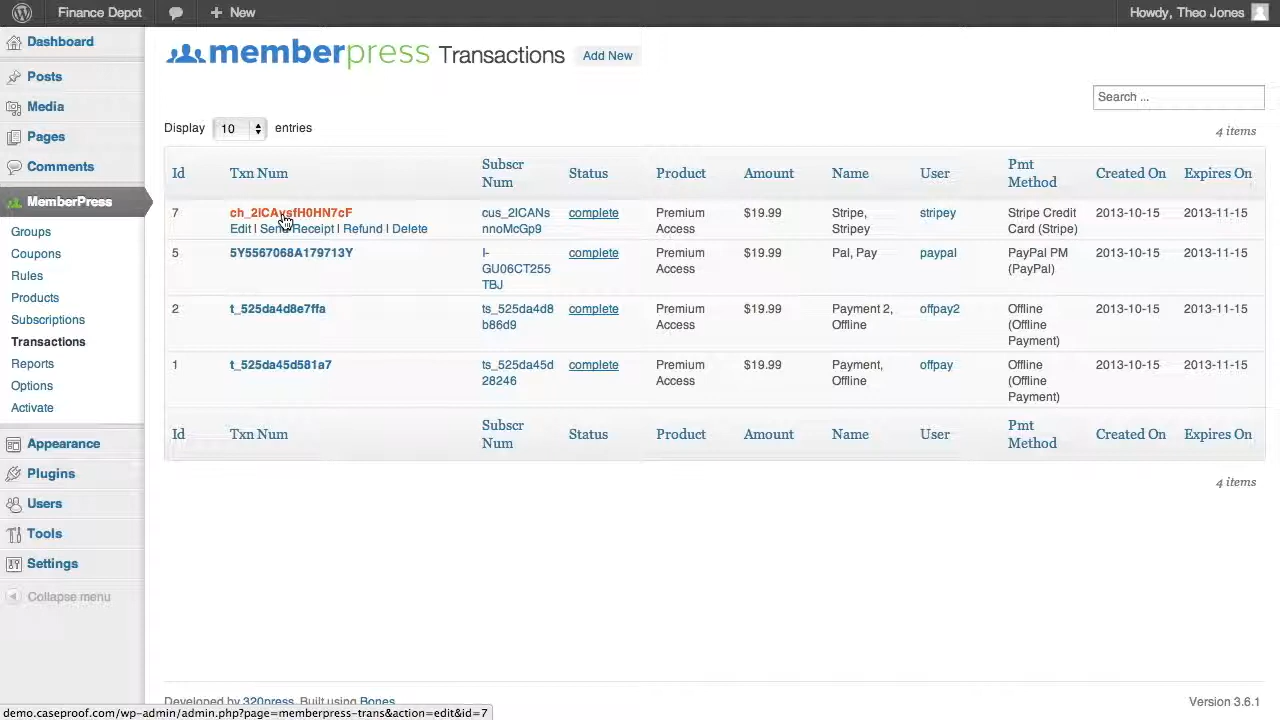 Finance Depot
New
Howdy, Theo Jones
Dashboard
Posts
Media
Pages
Comments
MemberPress
Groups
Coupons
Rules
Products
Subscriptions
Transactions
Reports
Options
Activate
Appearance
Plugins
Users
Tools
Settings
Collapse menu
memberpress Transactions Add New
Search ...
Display 10 entries
4 items
Id Txn Num Subscr Num Status Product Amount Name User Pmt Method Created On Expires On
7 cus_2ICANs complete Premium $19.99 Stripe, stripey Stripe Credit 2013-10-15 2013-11-15
Edit | Send Receipt | Refund | Delete nnoMcGp9 Access Stripey Card (Stripe)
5 5Y5567068A179713Y I- complete Premium $19.99 Pal, Pay paypal PayPal PM 2013-10-15 2013-11-15
GU06CT255 Access (PayPal)
TBJ
2 t_525da4d8e7ffa ts_525da4d8 complete Premium $19.99 Payment 2, offpay2 Offline 2013-10-15 2013-11-15
b86d9 Access Offline (Offline
Payment)
1 t_525da45d581a7 ts_525da45d complete Premium $19.99 Payment, offpay Offline 2013-10-15 2013-11-15
28246 Access Offline (Offline
Payment)
Id Txn Num Subscr Num Status Product Amount Name User Pmt Method Created On Expires On
4 items
Developed by 320press. Built using Bones.
Version 3.6.1
demo.caseproof.com/wp-admin/admin.php?page=memberpress-trans&action=edit&id=7